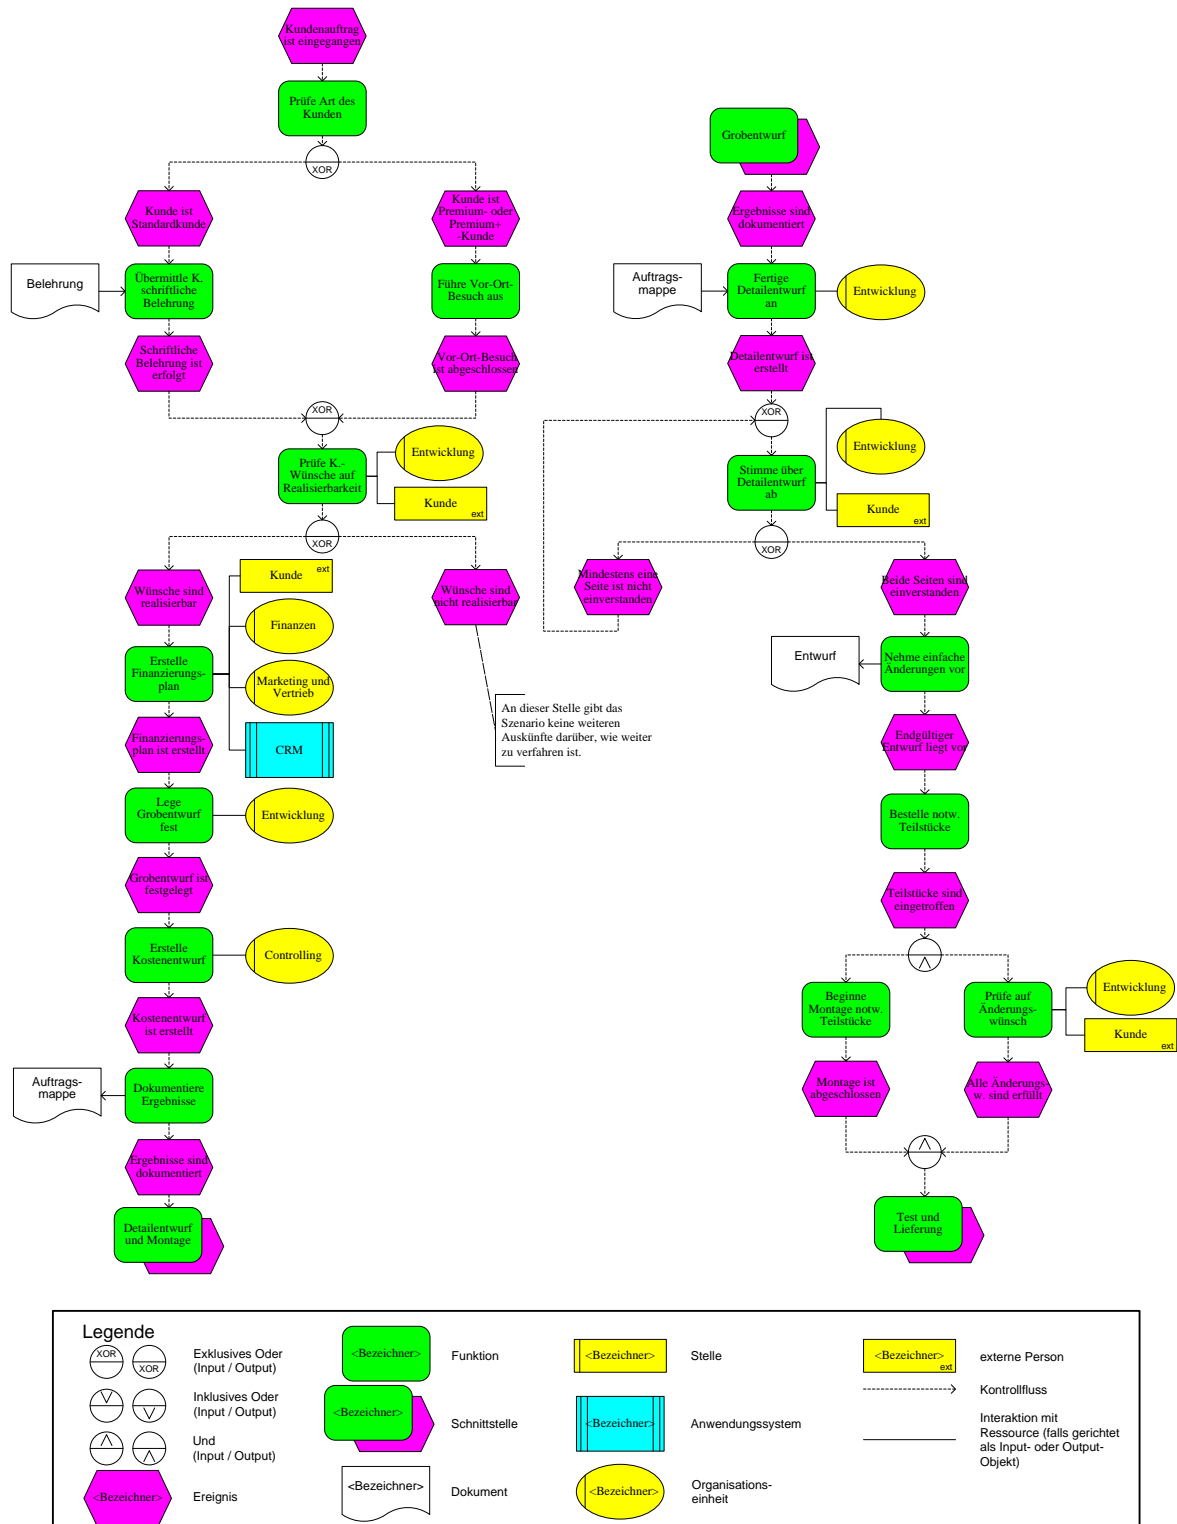 Kundenauftrag
ist eingegangen
Prüfe Art des
Kunden
XOR
Kunde ist
Standardkunde
Kunde ist
Premium- oder
Premium+
-Kunde
Belehrung
Übermittle K.
schriftliche
Belehrung
Führe Vor-Ort-
Besuch aus
Schriftliche
Belehrung ist
erfolgt
Vor-Ort-Besuch
ist abgeschlossen
XOR
Prüfe K.-
Wünsche auf
Realisierbarkeit
Entwicklung
Kunde
ext
XOR
Wünsche sind
realisierbar
Wünsche sind
nicht realisierbar
Kunde
ext
Finanzen
Erstelle
Finanzierungs-
plan
Marketing und
Vertrieb
CRM
An dieser Stelle gibt das
Szenario keine weiteren
Auskünfte darüber, wie weiter
zu verfahren ist.
Finanzierungs-
plan ist erstellt
Lege
Grobentwurf
fest
Entwicklung
Grobentwurf ist
festgelegt
Erstelle
Kostenentwurf
Controlling
Kostenentwurf
ist erstellt
Auftrags-
mappe
Dokumentiere
Ergebnisse
Ergebnisse sind
dokumentiert
Detailentwurf
und Montage
Grobentwurf
Ergebnisse sind
dokumentiert
Auftrags-
mappe
Fertige
Detailentwurf
an
Entwicklung
Detailentwurf ist
erstellt
XOR
Entwicklung
Stimme über
Detailentwurf
ab
Kunde
ext
XOR
Mindestens eine
Seite ist nicht
einverstanden
Beide Seiten sind
einverstanden
Entwurf
Nehme einfache
Änderungen vor
Endgültiger
Entwurf liegt vor
Bestelle notw.
Teilstücke
Teilstücke sind
eingetroffen
Beginne
Montage notw.
Teilstücke
Prüfe auf
Änderungs-
wünsch
Entwicklung
Kunde
ext
Montage ist
abgeschlossen
Alle Änderungs-
w. sind erfüllt
Test und
Lieferung
Legende
XOR
XOR
Exklusives Oder
(Input / Output)
Inklusives Oder
(Input / Output)
Und
(Input / Output)
<Bezeichner>
Ereignis
<Bezeichner>
Funktion
<Bezeichner>
Schnittstelle
<Bezeichner>
Dokument
<Bezeichner>
Stelle
<Bezeichner>
Anwendungssystem
<Bezeichner>
Organisations-
einheit
<Bezeichner>
ext
externe Person
Kontrollfluss
Interaktion mit
Ressource (falls gerichtet
als Input- oder Output-
Objekt)